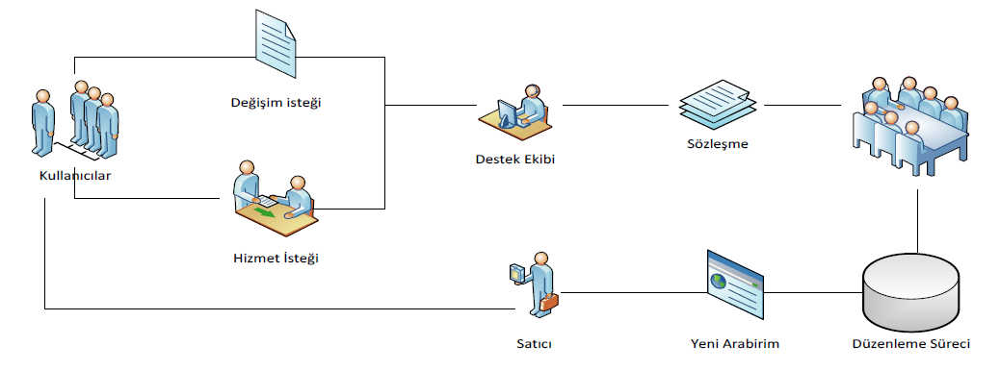 Değişim isteği
Destek Ekibi
Sözleşme
Kullanıcılar
Hizmet İsteği
Satıcı
Yeni Arabirim
Düzenleme Süreci